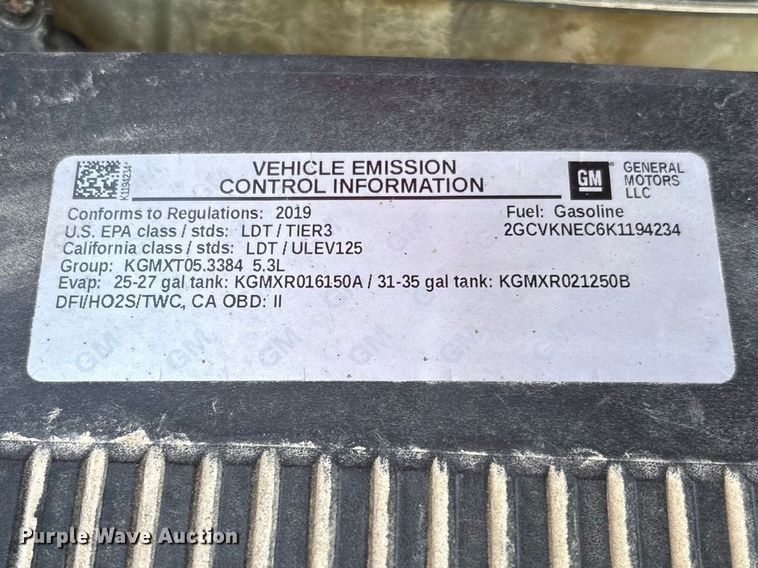 VEHICLE EMISSION
CONTROL INFORMATION
GM
GENERAL
MOTORS
LLC
K1194234*
Conforms to Regulations: 2019
Fuel: Gasoline
U.S. EPA class / stds: LDT / TIER3
2GCVKNEC6K1194234
California class / stds: LDT / ULEV125
Group: KGMXT05.3384 5.3L
Evap: 25-27 gal tank: KGMXR016150A / 31-35 gal tank: KGMXR021250B
DFI/HO2S/TWC, CA OBD: II
Purple Wave Auction